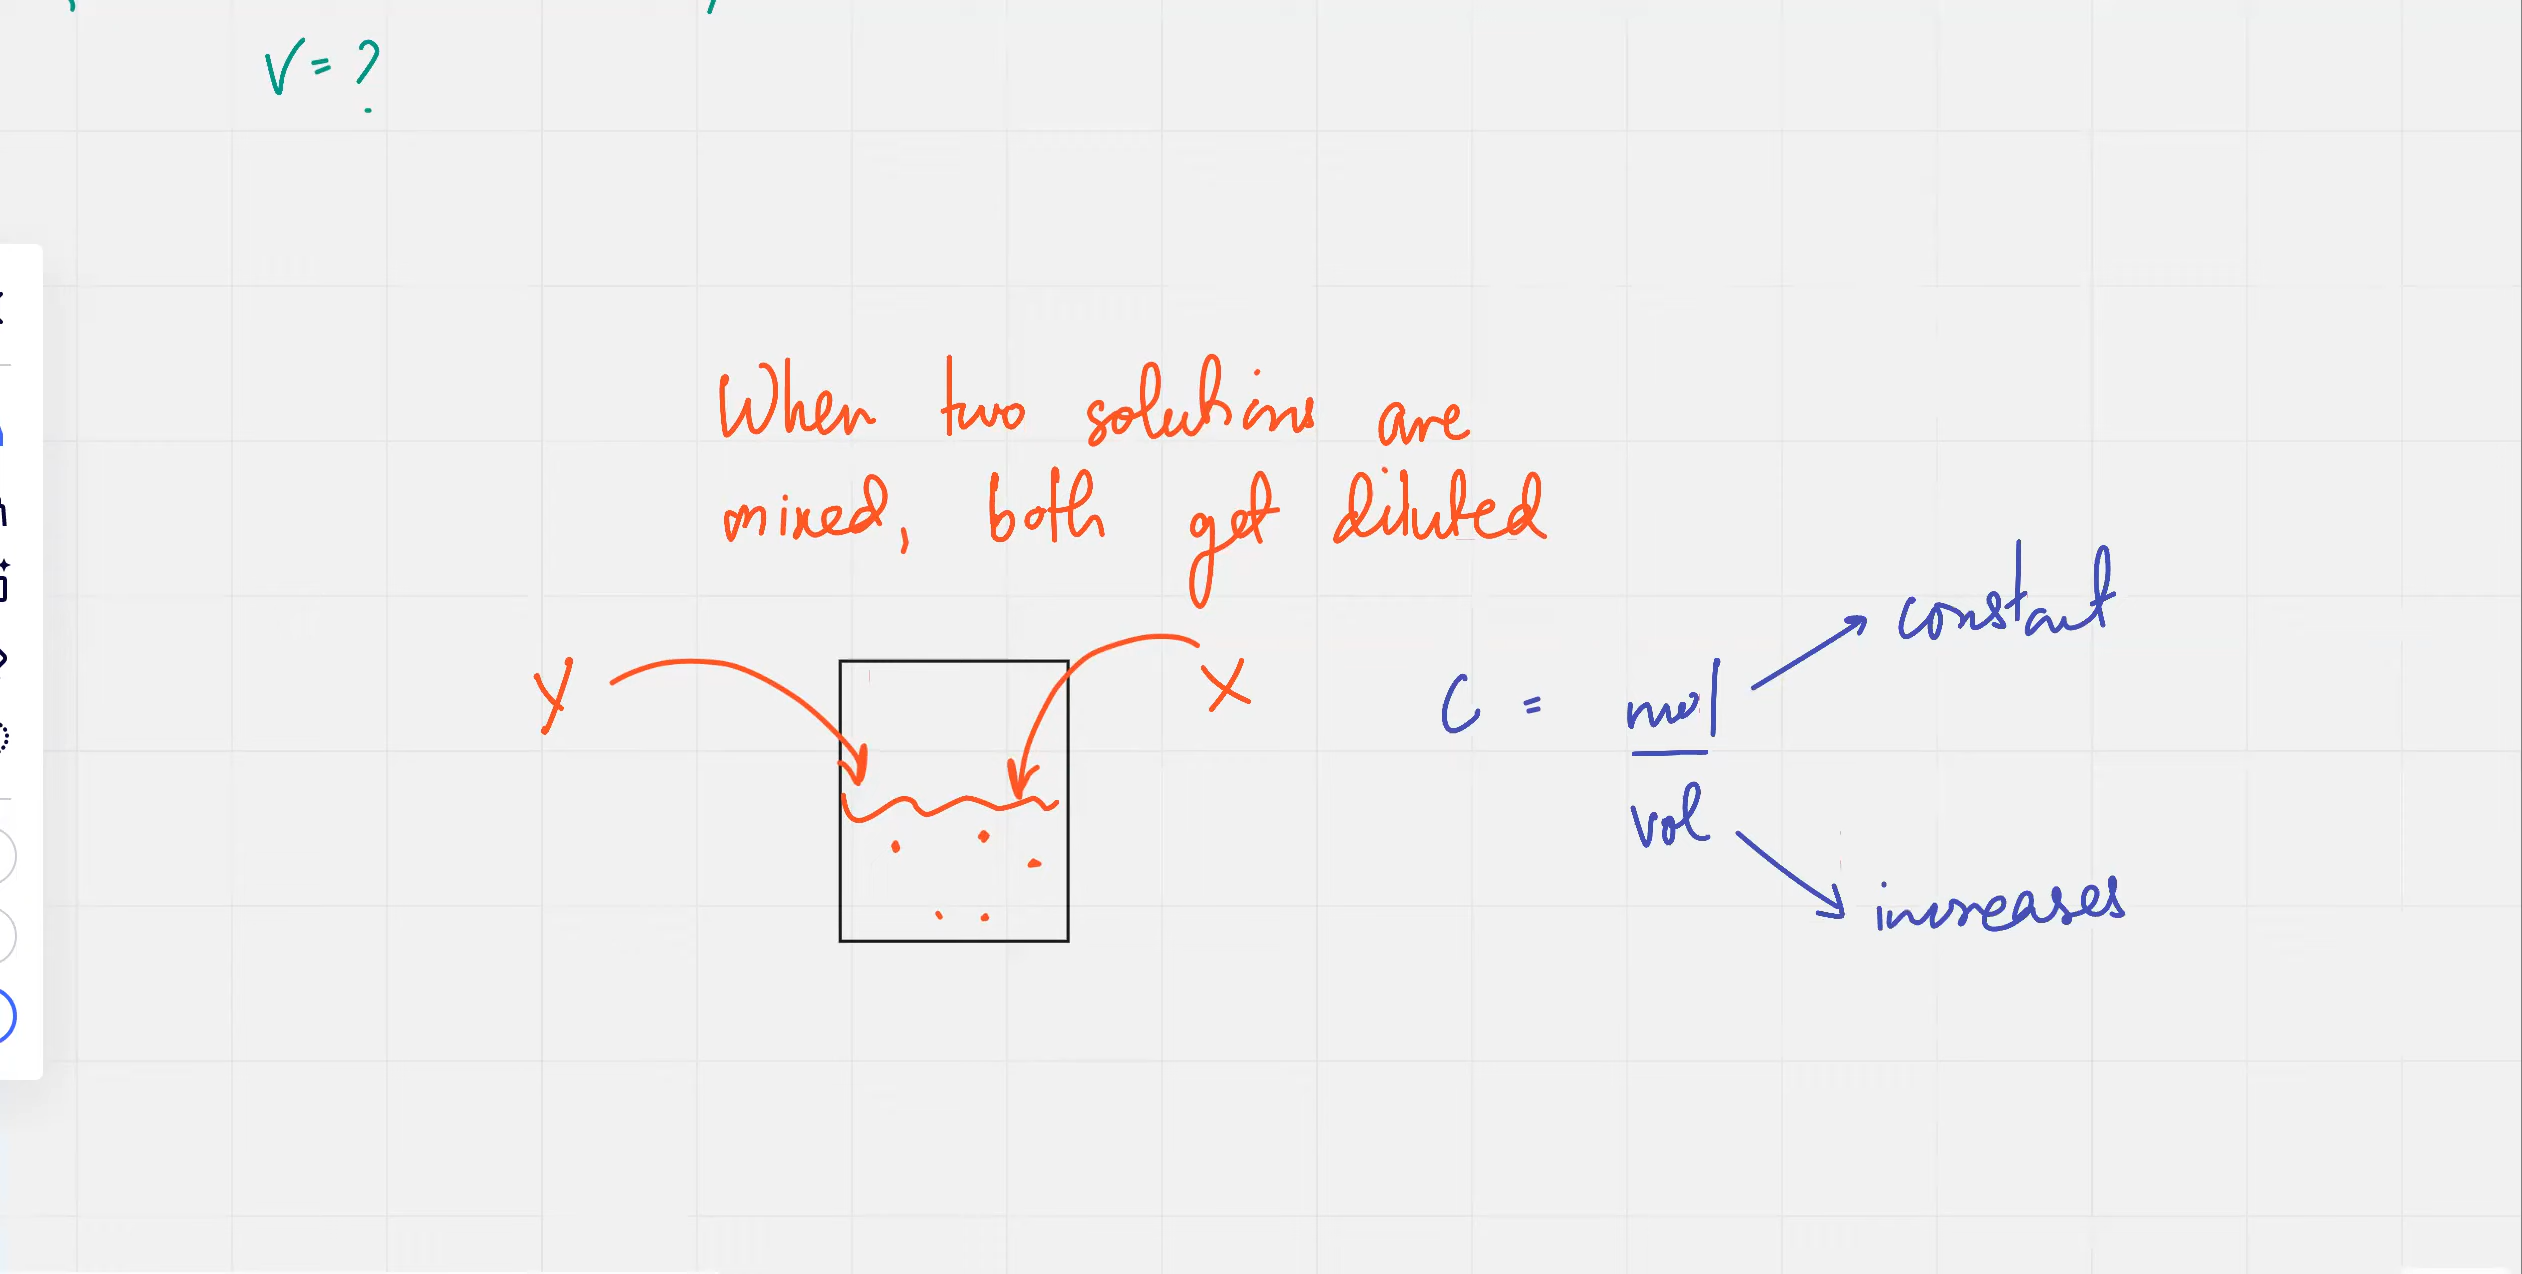 V = ?
When two solutions are
mixed, both get diluted
y
x
constant
C = mol
vol
increases